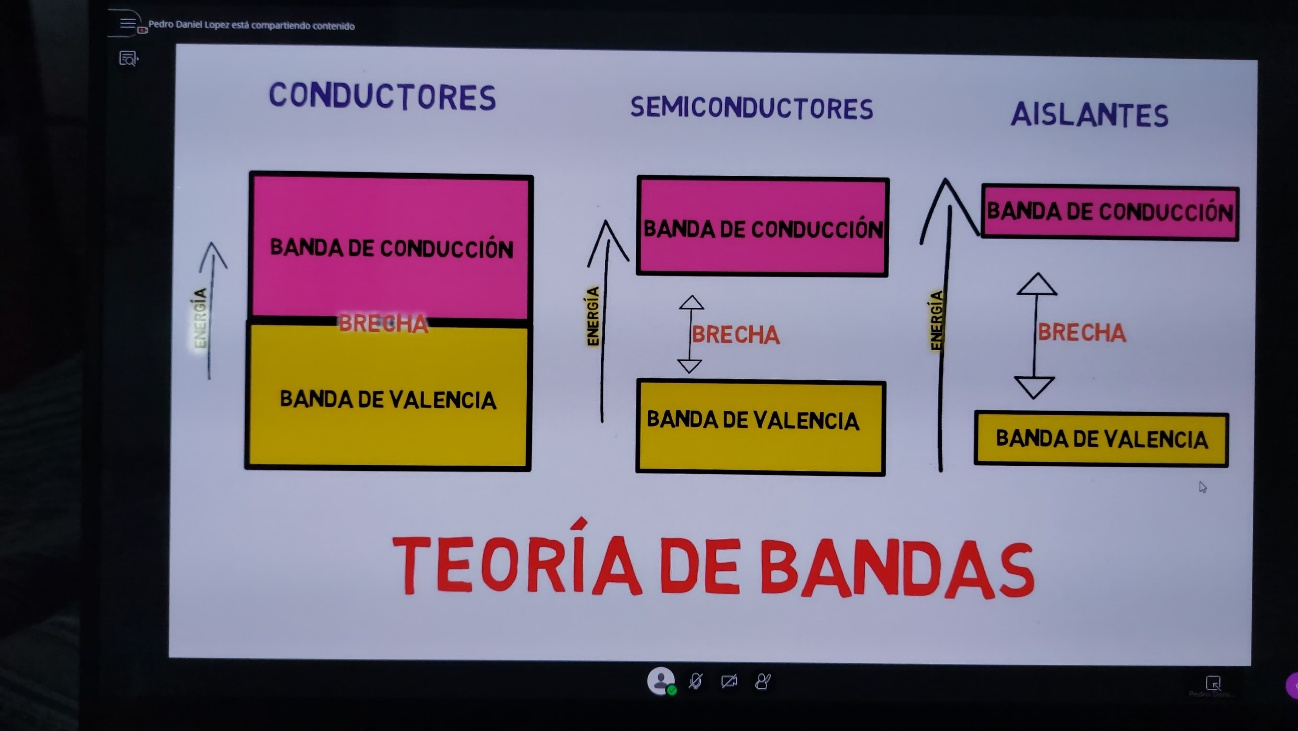 Pedro Daniel Lopez está compartiendo contenido
CONDUCTORES
SEMICONDUCTORES
AISLANTES
BANDA DE CONDUCCIÓN
BRECHA
BANDA DE VALENCIA
ENERGÍA
BANDA DE CONDUCCIÓN
BRECHA
BANDA DE VALENCIA
ENERGÍA
BANDA DE CONDUCCIÓN
BRECHA
BANDA DE VALENCIA
ENERGÍA
TEORÍA DE BANDAS